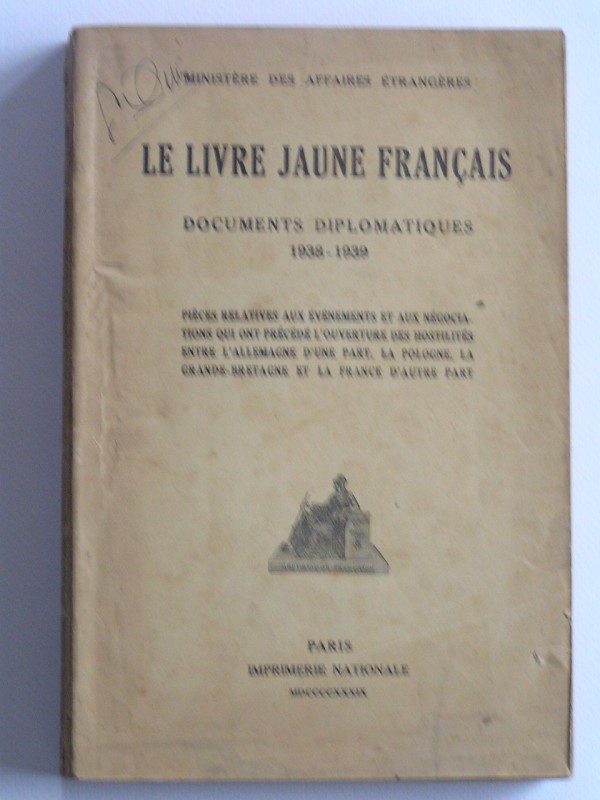 MINISTÈRE DES AFFAIRES ÉTRANGÈRES
LE LIVRE JAUNE FRANÇAIS
DOCUMENTS DIPLOMATIQUES
1938-1939
PIÈCES RELATIVES AUX ÉVÉNEMENTS ET AUX NÉGOCIA-
TIONS QUI ONT PRÉCÉDÉ L'OUVERTURE DES HOSTILITÉS
ENTRE L'ALLEMAGNE D'UNE PART, LA POLOGNE, LA
GRANDE-BRETAGNE ET LA FRANCE D'AUTRE PART
PARIS
IMPRIMERIE NATIONALE
MDCCCCXXXIX